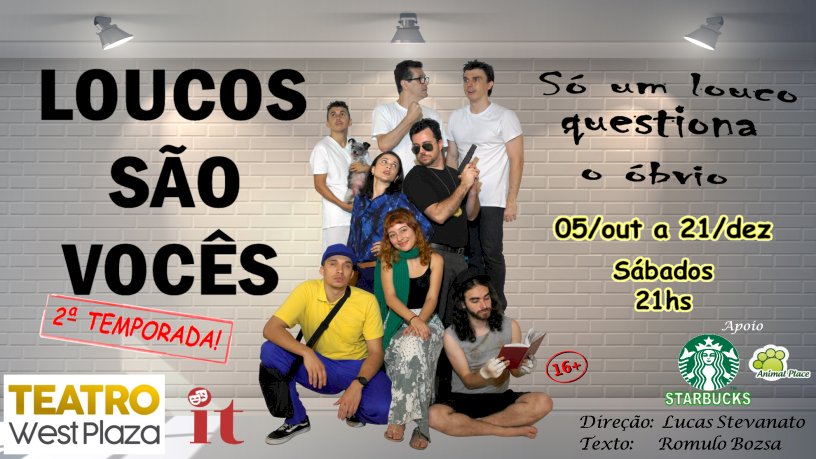 LOUCOS
SÃO
VOCÊS
2ª TEMPORADA!
TEATRO
West Plaza
it
Só um louco
questiona
o óbvio
05/out a 21/dez
Sábados
21hs
16+
Apoio
STARBUCKS
Animal Place
Direção: Lucas Stevanato
Texto: Romulo Bozsa